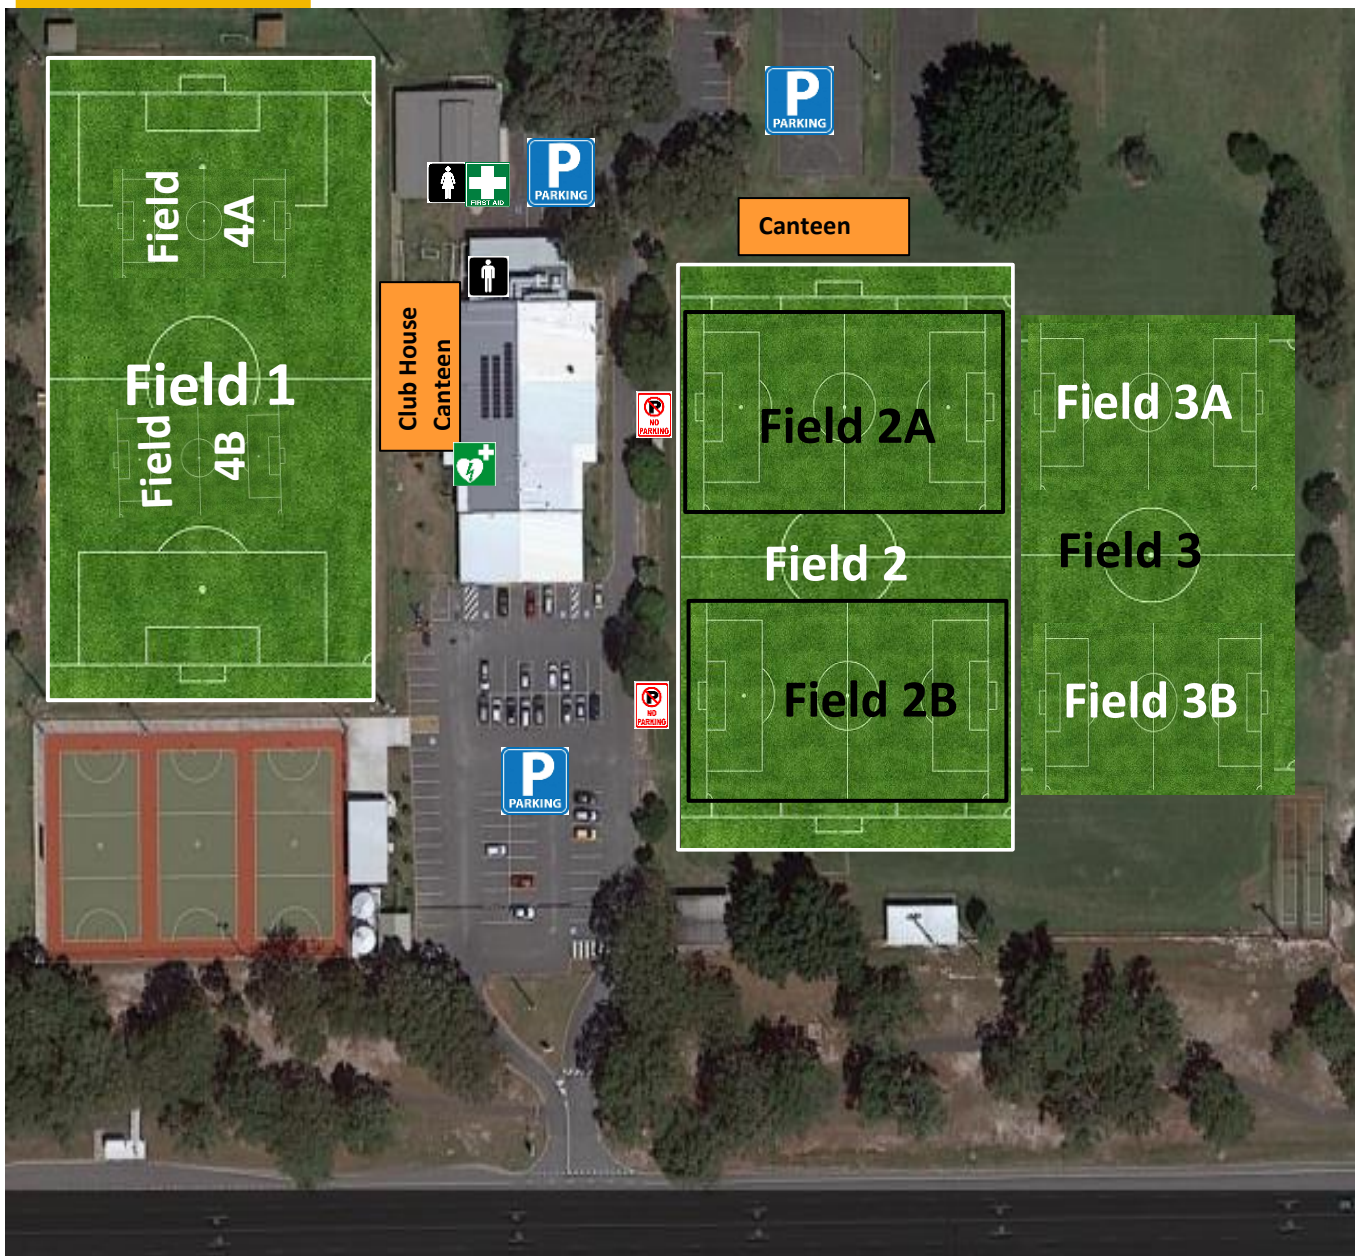 P
PARKING
P
PARKING
FIRST AID
Canteen
Field
4A
Club House
Canteen
Field 1
Field
4B
P
NO
PARKING
Field 2A
Field 3A
Field 2
Field 3
P
NO
PARKING
Field 2B
Field 3B
P
PARKING